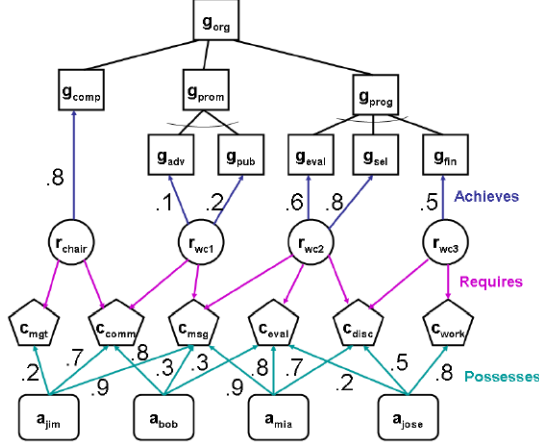 g_org
g_comp g_prom g_prog
g_adv g_pub g_eval g_sel g_fin
.8 .1 .2 .6 .8 .5 Achieves
r_chair r_wc1 r_wc2 r_wc3
Requires
c_mgt c_comm c_msg c_eval c_disc c_work
.2 .7 .9 .8 .3 .3 .8 .9 .7 .2 .5 .8 Possesses
a_jim a_bob a_mia a_jose